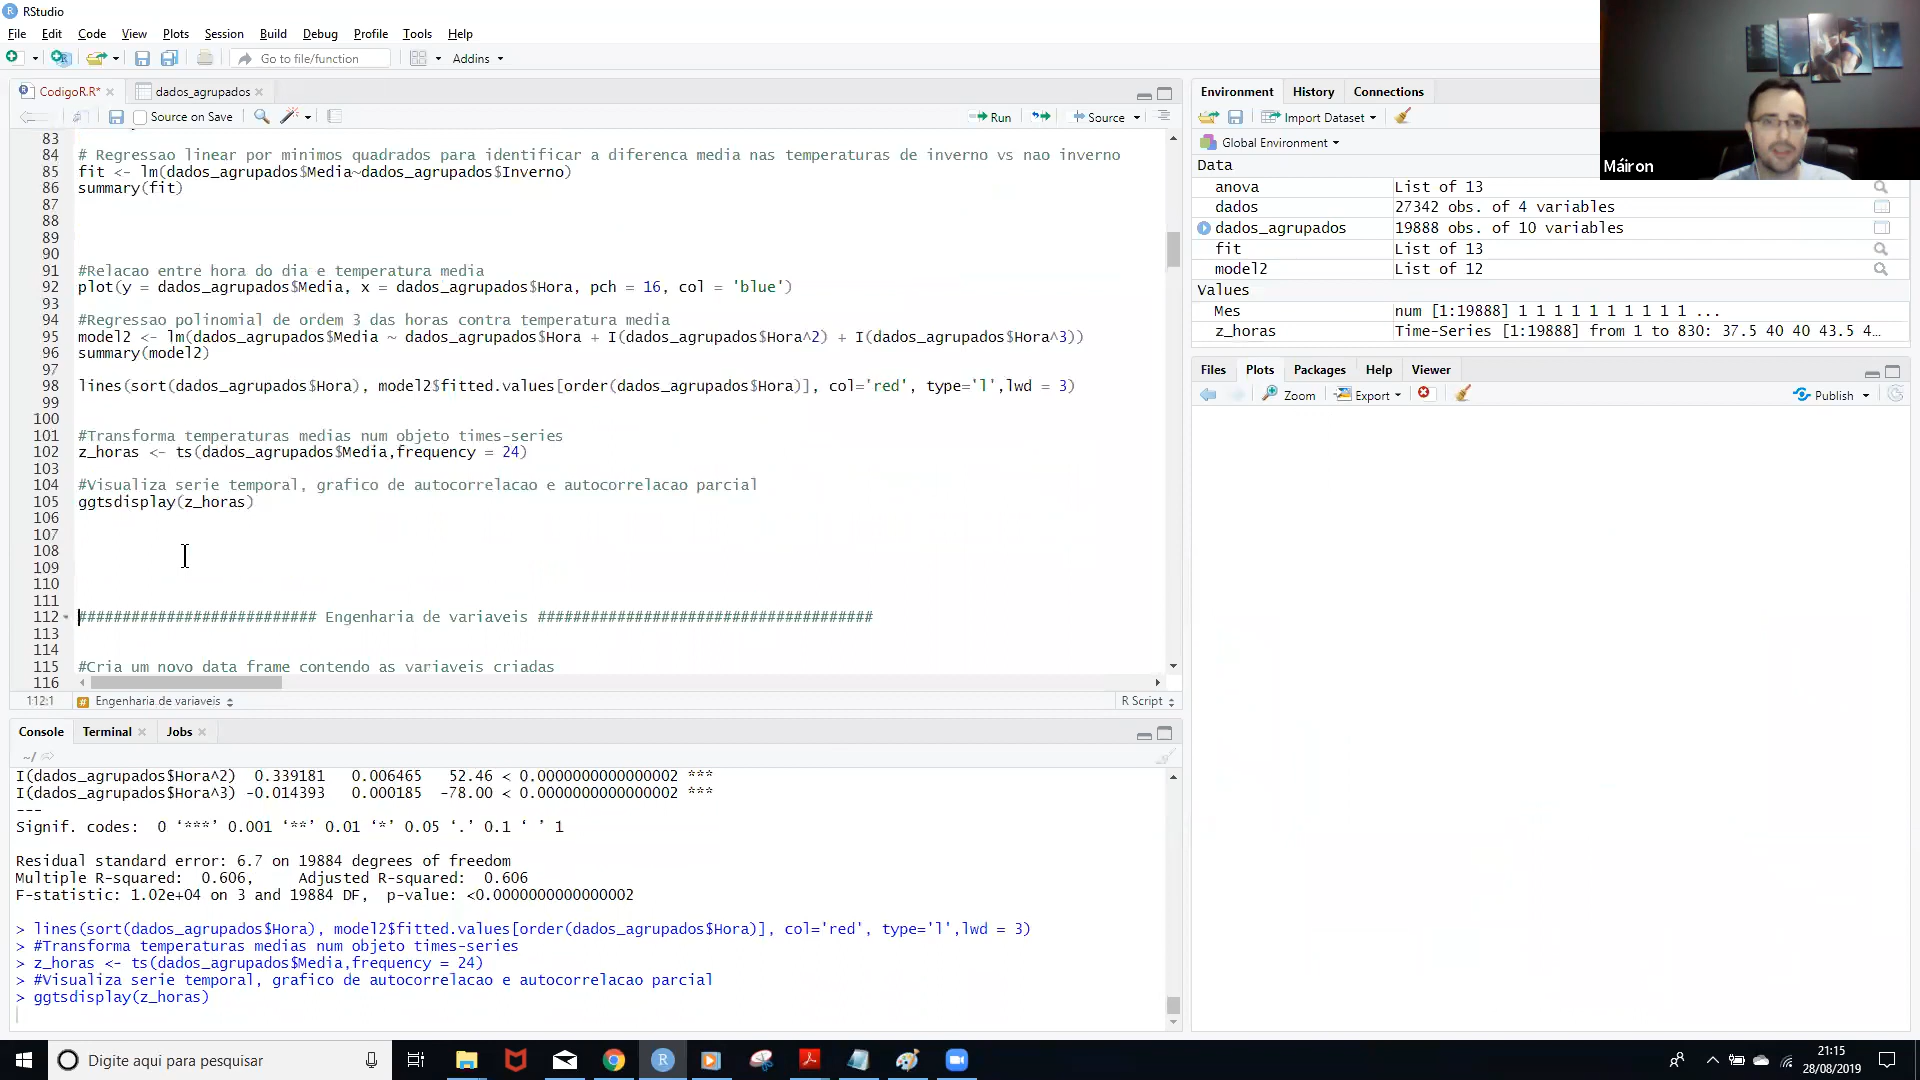 RStudio
File Edit Code View Plots Session Build Debug Profile Tools Help
Go to file/function Addins
CodigoR.R* dados_agrupados
Source on Save Run Source
83
84 # Regressao linear por minimos quadrados para identificar a diferenca media nas temperaturas de inverno vs nao inverno
85 fit <- lm(dados_agrupados$Media~dados_agrupados$Inverno)
86 summary(fit)
87
88
89
90
91 #Relacao entre hora do dia e temperatura media
92 plot(y = dados_agrupados$Media, x = dados_agrupados$Hora, pch = 16, col = 'blue')
93
94 #Regressao polinomial de ordem 3 das horas contra temperatura media
95 model2 <- lm(dados_agrupados$Media ~ dados_agrupados$Hora + I(dados_agrupados$Hora^2) + I(dados_agrupados$Hora^3))
96 summary(model2)
97
98 lines(sort(dados_agrupados$Hora), model2$fitted.values[order(dados_agrupados$Hora)], col='red', type='l',lwd = 3)
99
100
101 #Transforma temperaturas medias num objeto times-series
102 z_horas <- ts(dados_agrupados$Media,frequency = 24)
103
104 #Visualiza serie temporal, grafico de autocorrelacao e autocorrelacao parcial
105 ggtsdisplay(z_horas)
106
107
108
109
110
111
112 ########################### Engenharia de variaveis ######################################
113
114
115 #Cria um novo data frame contendo as variaveis criadas
116
112:1 # Engenharia de variaveis R Script
Console Terminal Jobs
~/
I(dados_agrupados$Hora^2) 0.339181 0.006465 52.46 < 0.0000000000000002 ***
I(dados_agrupados$Hora^3) -0.014393 0.000185 -78.00 < 0.0000000000000002 ***
---
Signif. codes: 0 ‘***’ 0.001 ‘**’ 0.01 ‘*’ 0.05 ‘.’ 0.1 ‘ ’ 1
Residual standard error: 6.7 on 19884 degrees of freedom
Multiple R-squared: 0.606, Adjusted R-squared: 0.606
F-statistic: 1.02e+04 on 3 and 19884 DF, p-value: <0.0000000000000002
> lines(sort(dados_agrupados$Hora), model2$fitted.values[order(dados_agrupados$Hora)], col='red', type='l',lwd = 3)
> #Transforma temperaturas medias num objeto times-series
> z_horas <- ts(dados_agrupados$Media,frequency = 24)
> #Visualiza serie temporal, grafico de autocorrelacao e autocorrelacao parcial
> ggtsdisplay(z_horas)
Environment History Connections
Import Dataset
Global Environment
Data
anova List of 13
dados 27342 obs. of 4 variables
dados_agrupados 19888 obs. of 10 variables
fit List of 13
model2 List of 12
Values
Mes num [1:19888] 1 1 1 1 1 1 1 1 1 1 ...
z_horas Time-Series [1:19888] from 1 to 830: 37.5 40 40 43.5 4…
Files Plots Packages Help Viewer
Zoom Export Publish
Máiron
Digite aqui para pesquisar
21:15
28/08/2019